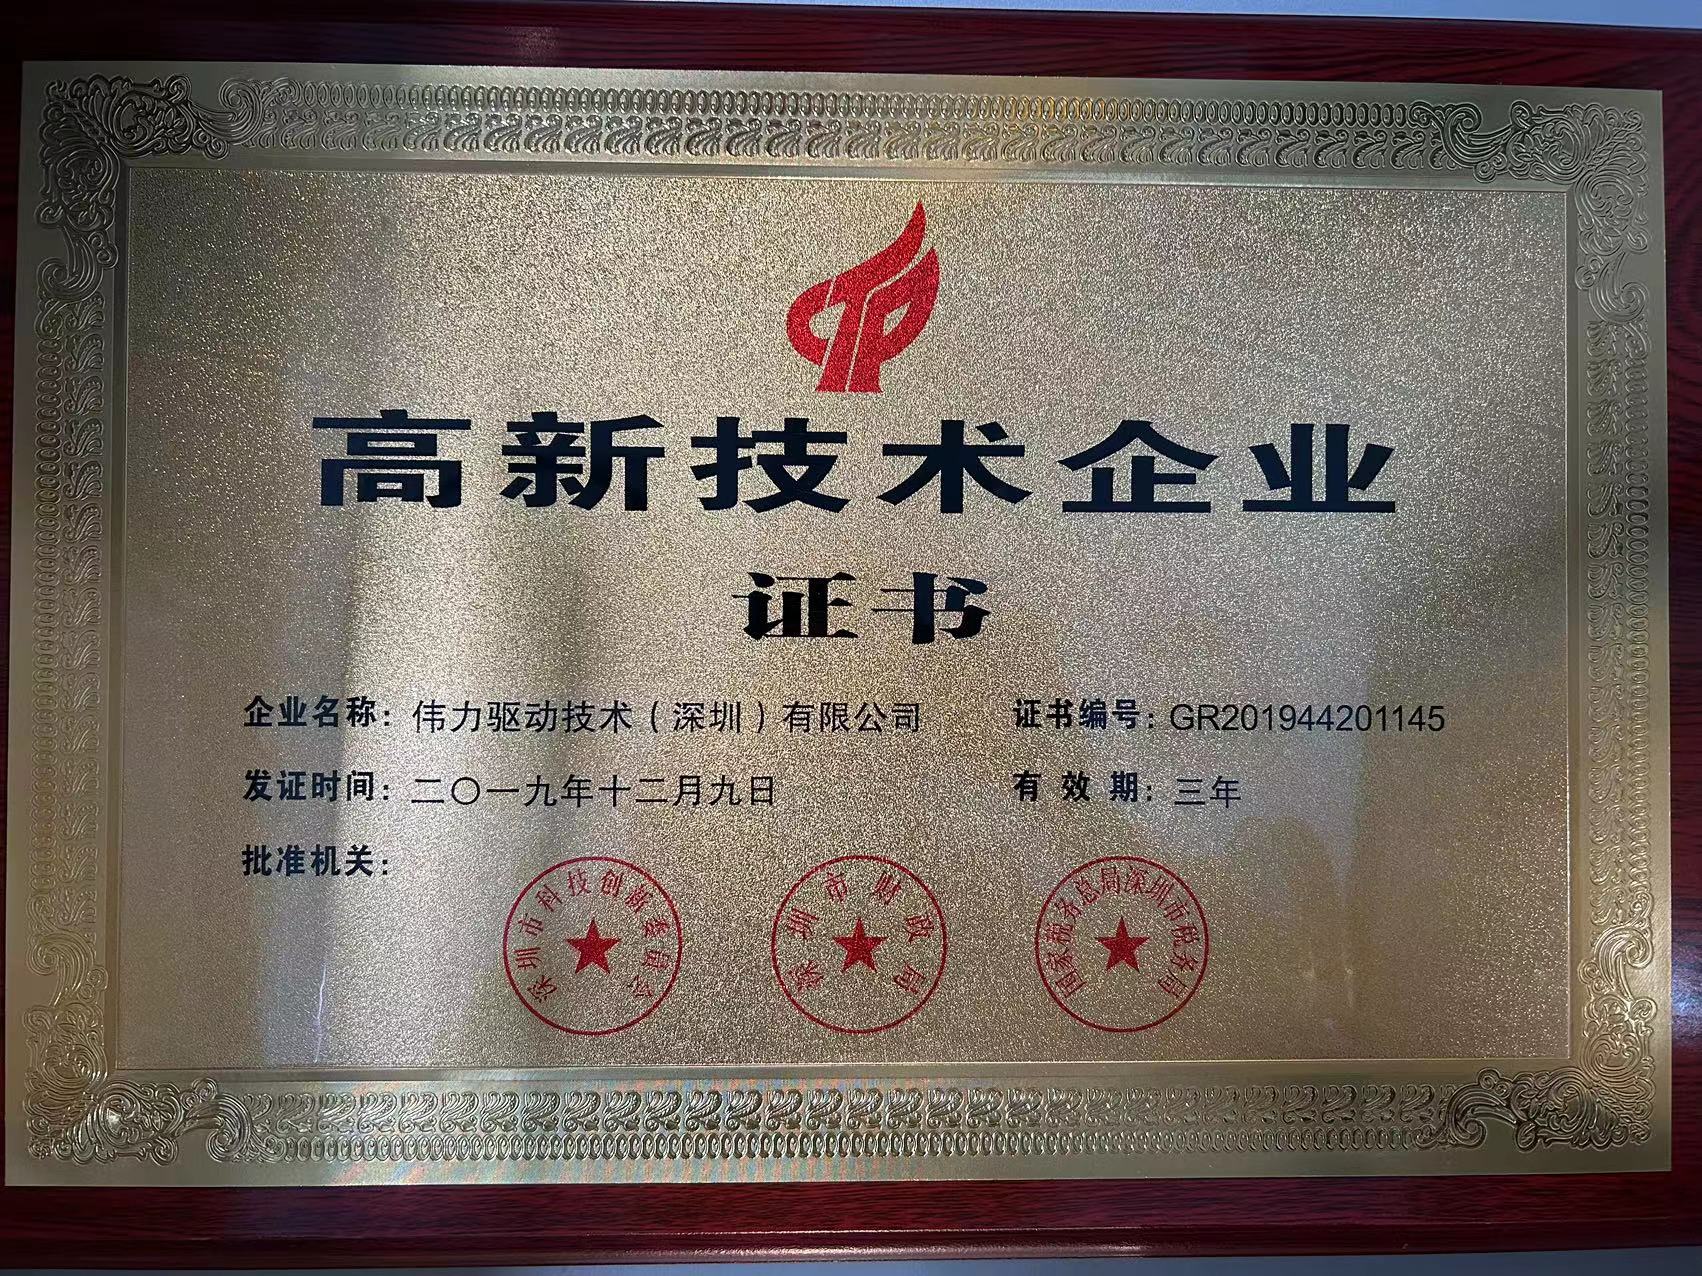 高新技术企业
证书
企业名称：伟力驱动技术（深圳）有限公司
证书编号：GR201944201145
发证时间：二〇一九年十二月九日
有效期：三年
批准机关：
深圳市科技创新委员会
深圳市财政局
国家税务总局深圳市税务局